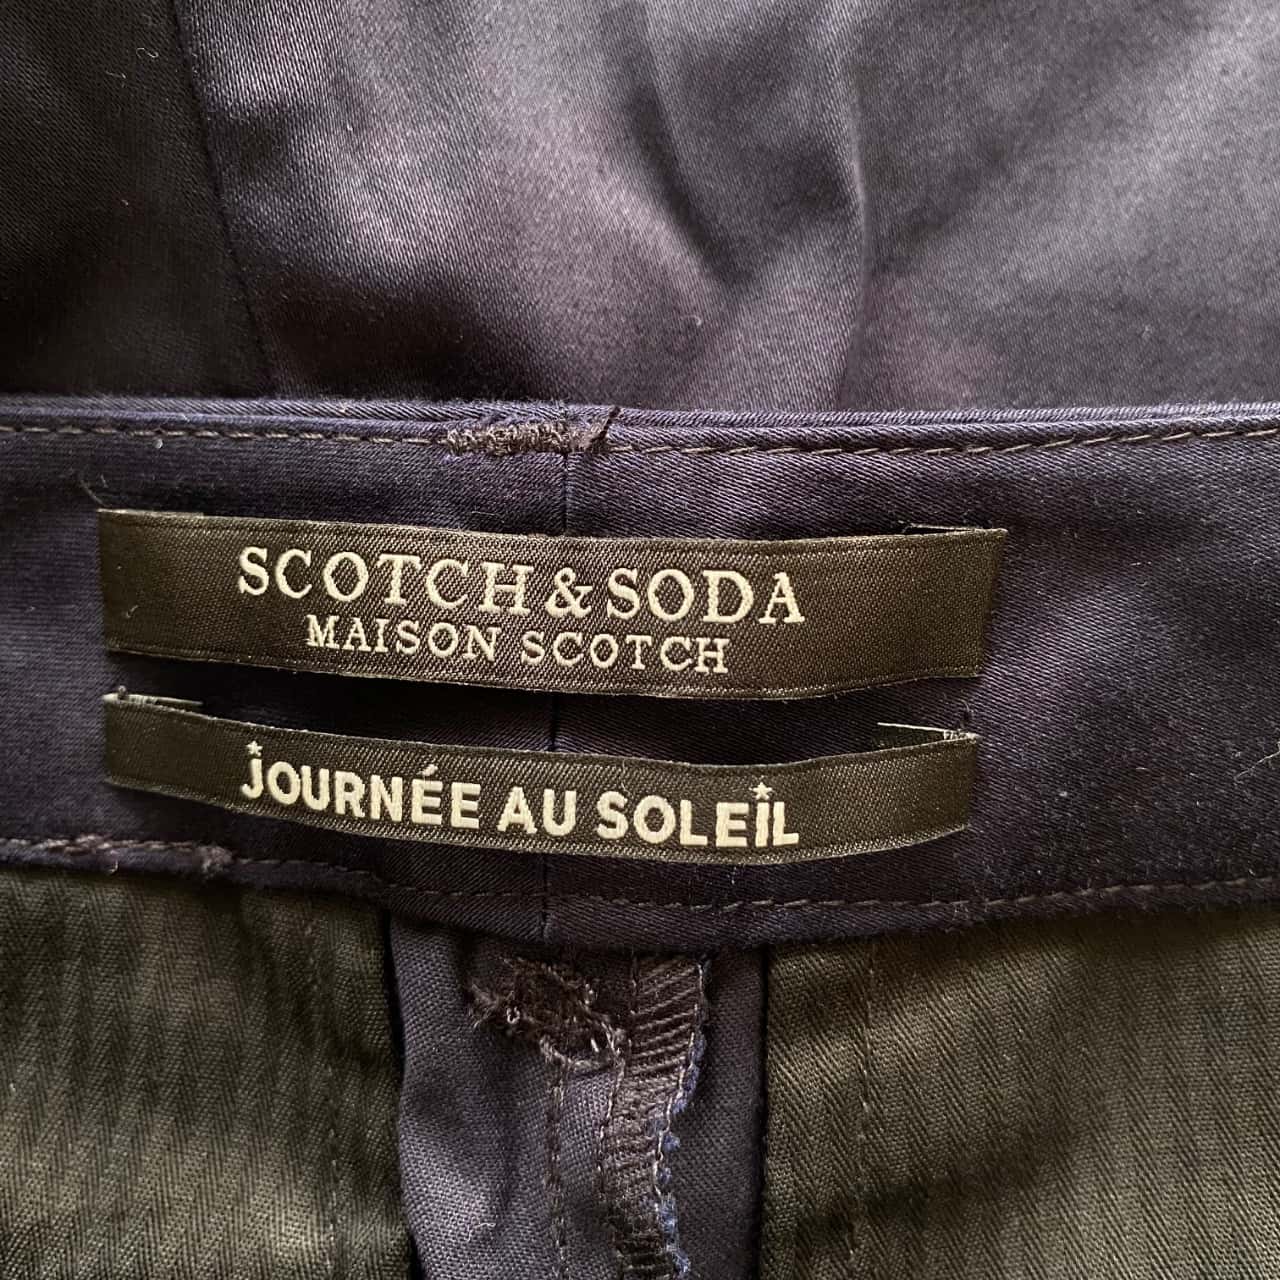 SCOTCH & SODA
MAISON SCOTCH
JOURNÉE AU SOLEIL